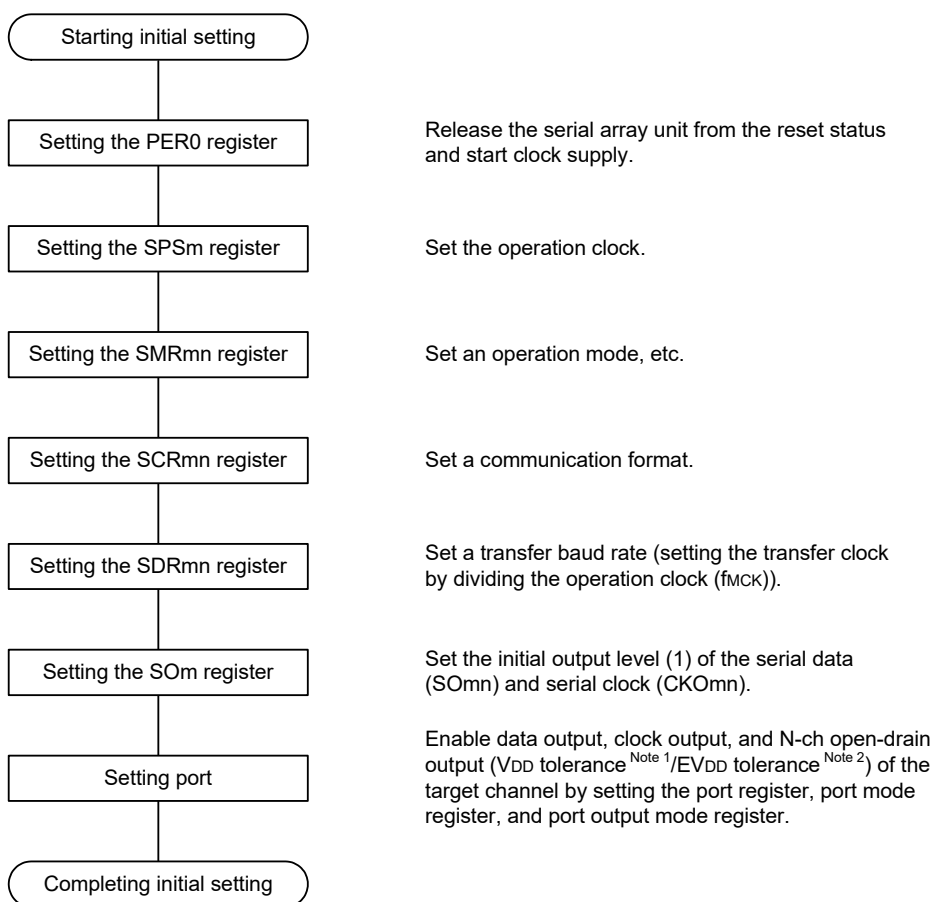 Starting initial setting
Setting the PER0 register
Release the serial array unit from the reset status
and start clock supply.
Setting the SPSm register
Set the operation clock.
Setting the SMRmn register
Set an operation mode, etc.
Setting the SCRmn register
Set a communication format.
Setting the SDRmn register
Set a transfer baud rate (setting the transfer clock
by dividing the operation clock (fMCK)).
Setting the SOm register
Set the initial output level (1) of the serial data
(SOmn) and serial clock (CKOmn).
Setting port
Enable data output, clock output, and N-ch open-drain
output (VDD tolerance Note 1/EVDD tolerance Note 2) of the
target channel by setting the port register, port mode
register, and port output mode register.
Completing initial setting